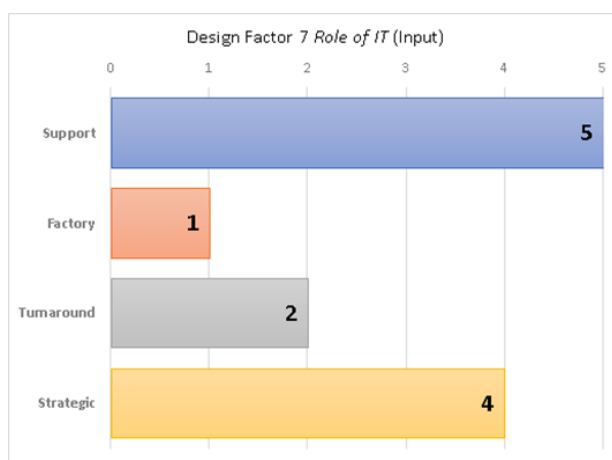 Design Factor 7 Role of IT (Input)
0 1 2 3 4 5
Support 5
Factory 1
Turnaround 2
Strategic 4